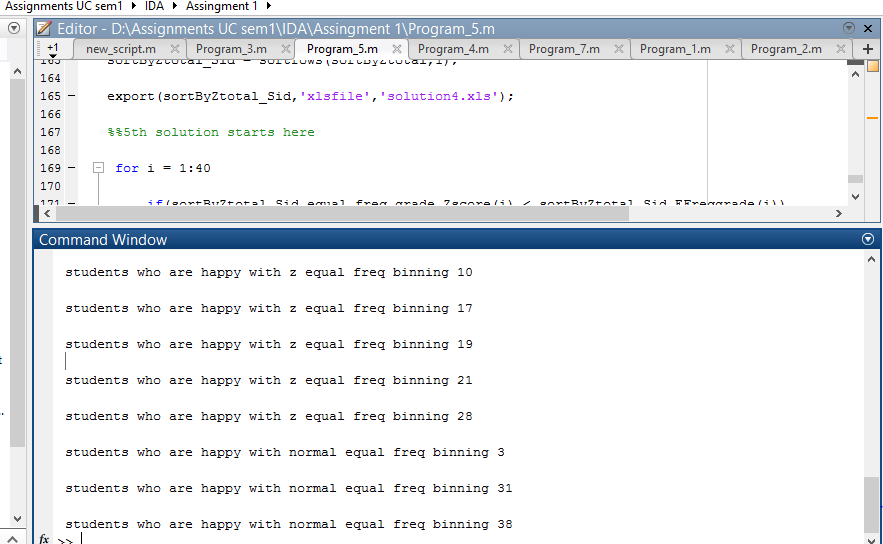 Assignments UC sem1 IDA Assingment 1
Editor - D:\Assignments UC sem1\IDA\Assingment 1\Program_5.m
+1 new_script.m Program_3.m Program_5.m Program_4.m Program_7.m Program_1.m Program_2.m +
163 sortByZtotal_Sid = sortrows(sortByZtotal,1);
164
165 export(sortByZtotal_Sid,'xlsfile','solution4.xls');
166
167 %%5th solution starts here
168
169 for i = 1:40
170
171 if(sortByZtotal_Sid.equal_freq_grade_Zscore(i) < sortByZtotal_Sid.EFreqgrade(i))
Command Window
students who are happy with z equal freq binning 10
students who are happy with z equal freq binning 17
students who are happy with z equal freq binning 19
students who are happy with z equal freq binning 21
students who are happy with z equal freq binning 28
students who are happy with normal equal freq binning 3
students who are happy with normal equal freq binning 31
students who are happy with normal equal freq binning 38
fx >>